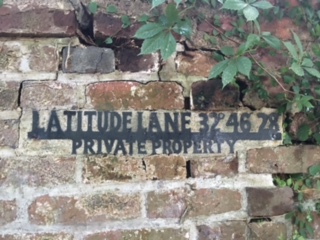 LATITUDE LANE 32 46 28
PRIVATE PROPERTY